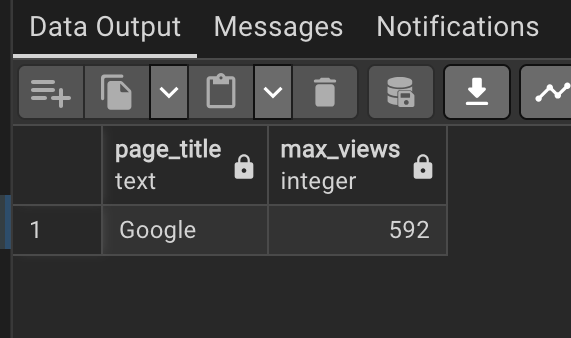 Data Output Messages Notifications
page_title max_views
text integer
1 Google 592